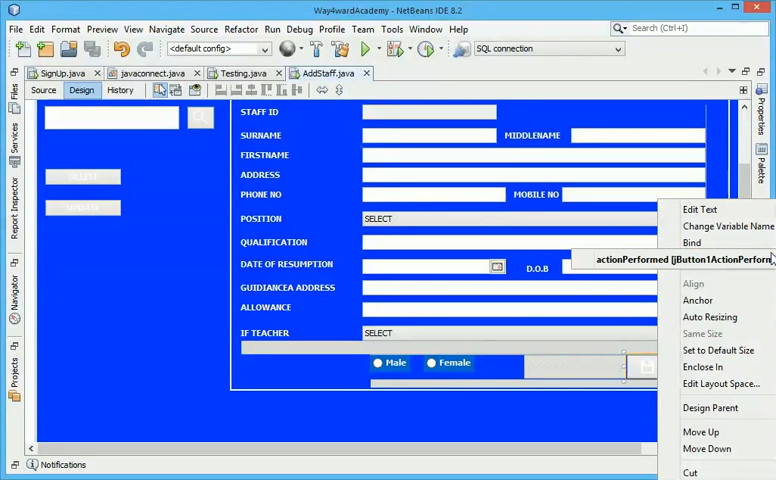 Way4wardAcademy - NetBeans IDE 8.2
File Edit Format Preview View Navigate Source Refactor Run Debug Profile Team Tools Window Help
Search (Ctrl+I)
<default config>
SQL connection
SignUp.java
javaconnect.java
Testing.java
AddStaff.java
Source Design History
Files
Services
Report Inspector
Navigator
Projects
Properties
Palette
STAFF ID
SURNAME
MIDDLENAME
FIRSTNAME
ADDRESS
PHONE NO
MOBILE NO
POSITION
SELECT
QUALIFICATION
DATE OF RESUMPTION
D.O.B
GUIDIANCEA ADDRESS
ALLOWANCE
IF TEACHER
SELECT
Male
Female
UPDATE
Edit Text
Change Variable Name
Bind
actionPerformed [jButton1ActionPerform
Align
Anchor
Auto Resizing
Same Size
Set to Default Size
Enclose In
Edit Layout Space...
Design Parent
Move Up
Move Down
Cut
Notifications